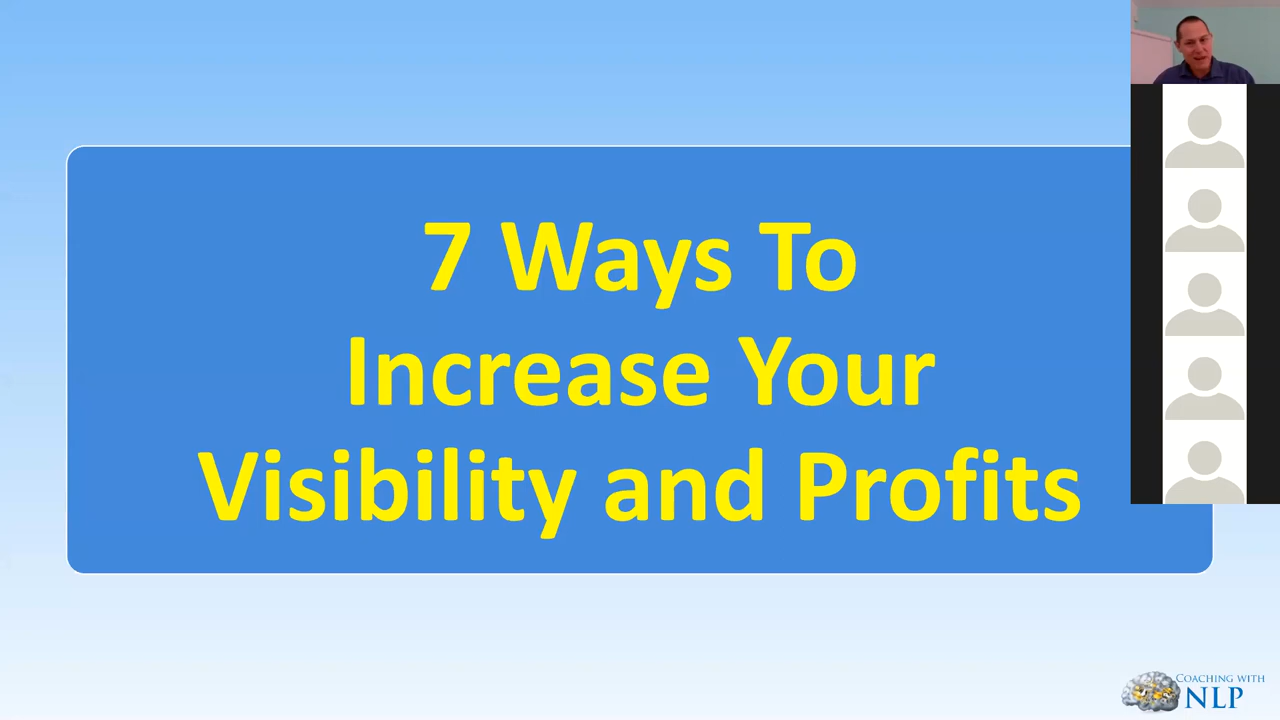 7 Ways To
Increase Your
Visibility and Profits
COACHING WITH
NLP